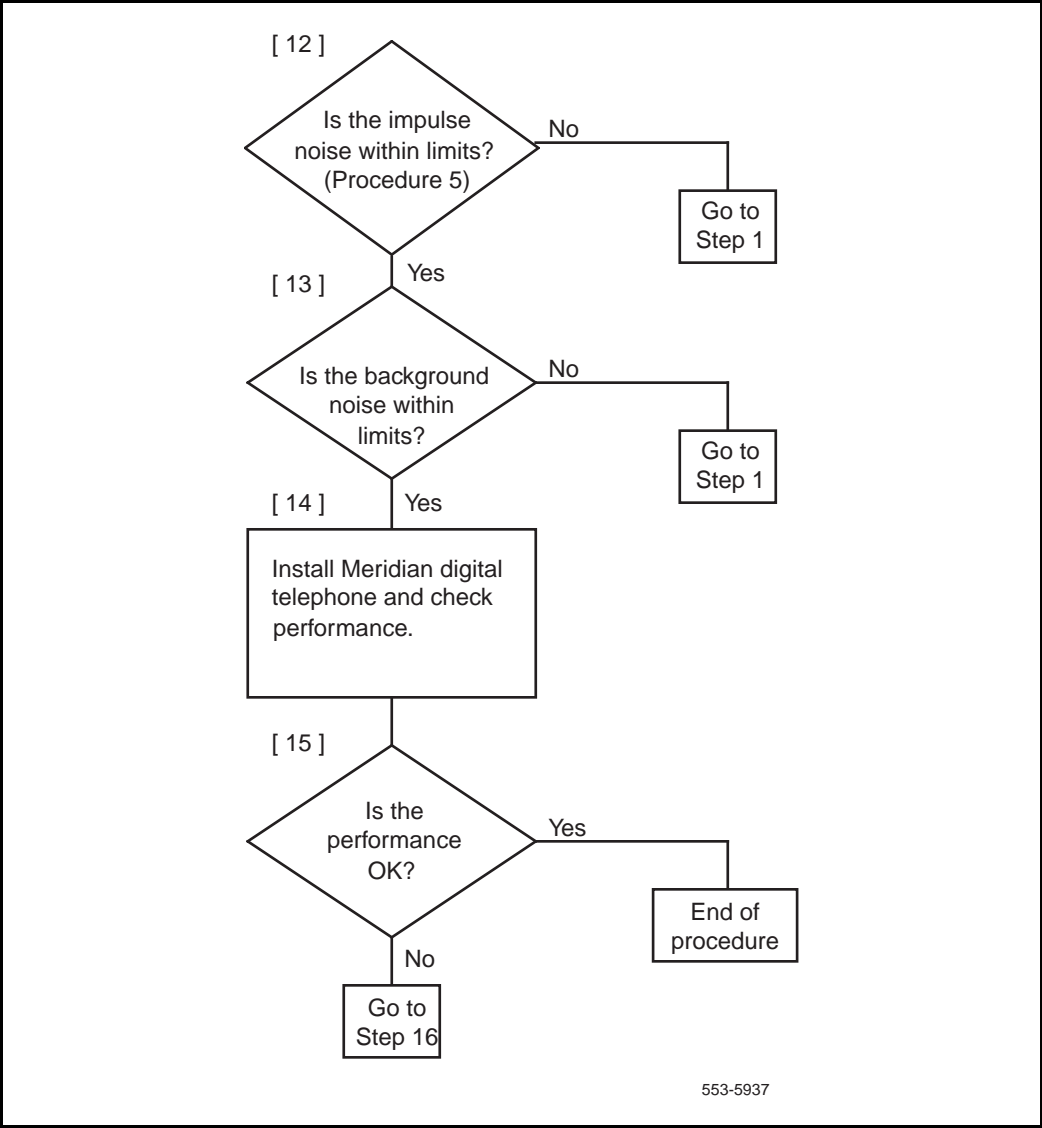 [ 12 ]
Is the impulse
noise within limits?
(Procedure 5)
No
Go to
Step 1
Yes
[ 13 ]
Is the background
noise within
limits?
No
Go to
Step 1
Yes
[ 14 ]
Install Meridian digital
telephone and check
performance.
[ 15 ]
Is the
performance
OK?
Yes
End of
procedure
No
Go to
Step 16
553-5937